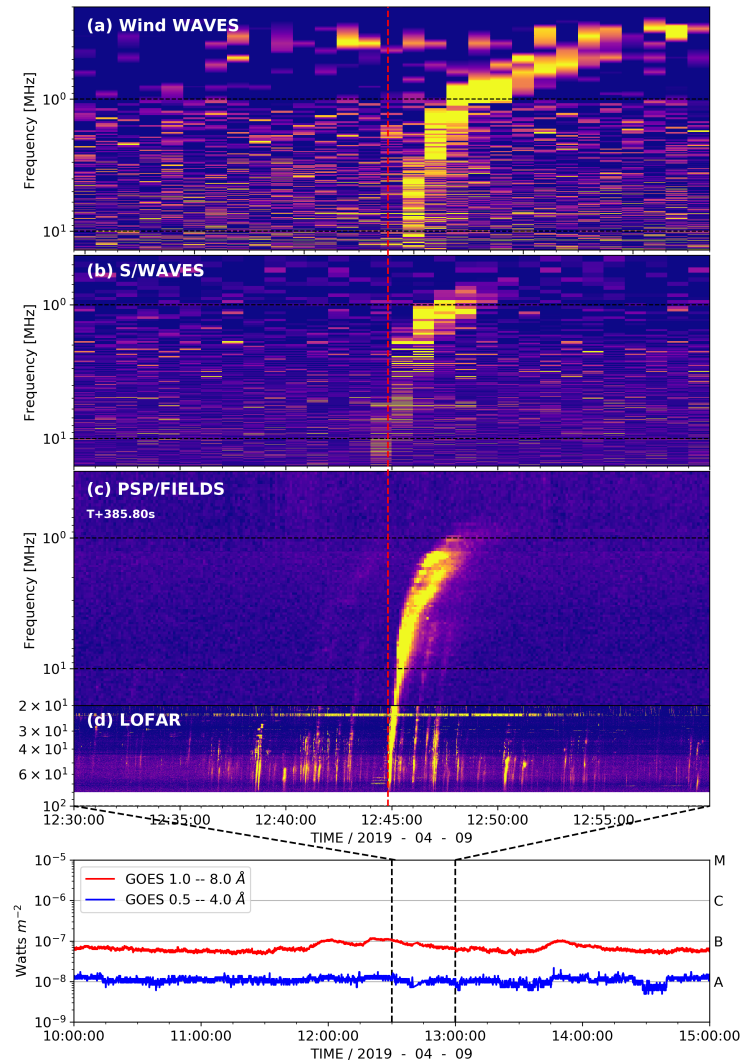 (a) Wind WAVES
Frequency [MHz]
10⁰
10¹
(b) S/WAVES
Frequency [MHz]
10⁰
10¹
(c) PSP/FIELDS
T+385.80s
Frequency [MHz]
10⁰
10¹
2 × 10¹
(d) LOFAR
3 × 10¹
4 × 10¹
6 × 10¹
10²
12:30:00 12:35:00 12:40:00 12:45:00 12:50:00 12:55:00
TIME / 2019 - 04 - 09
10⁻⁵ M
GOES 1.0 -- 8.0 Å
GOES 0.5 -- 4.0 Å
10⁻⁶ C
Watts m⁻²
10⁻⁷ B
10⁻⁸ A
10⁻⁹
10:00:00 11:00:00 12:00:00 13:00:00 14:00:00 15:00:00
TIME / 2019 - 04 - 09